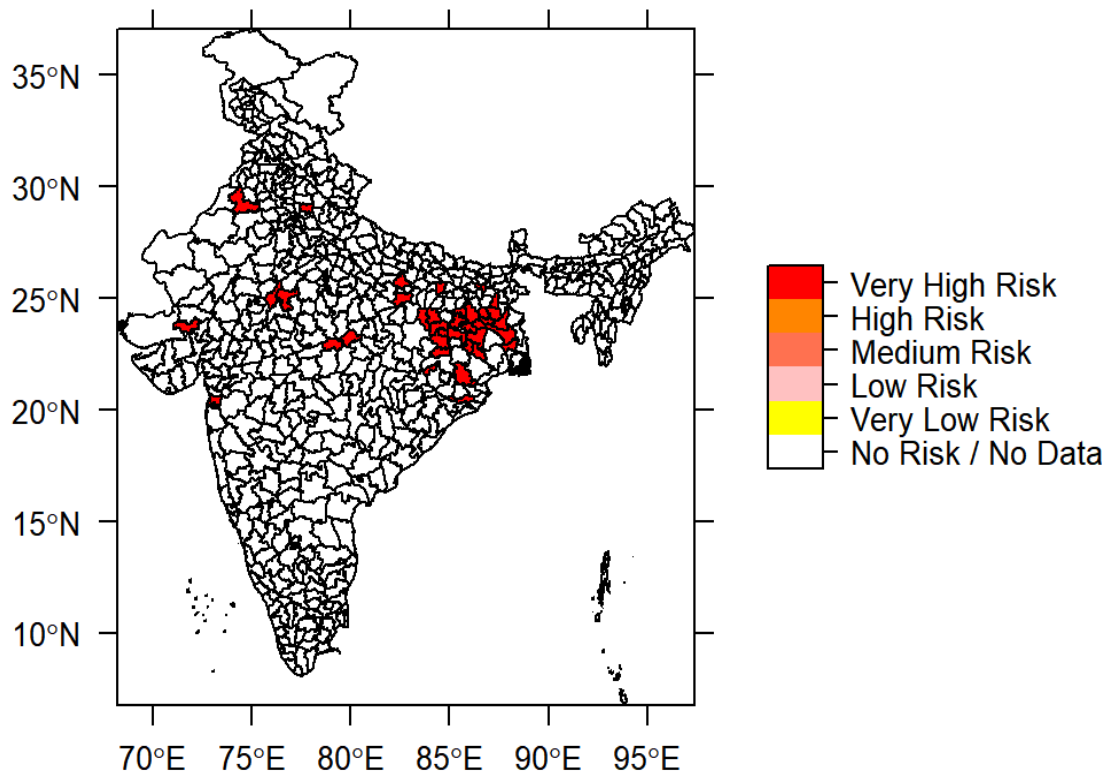 35°N
30°N
25°N
20°N
15°N
10°N
70°E 75°E 80°E 85°E 90°E 95°E
Very High Risk
High Risk
Medium Risk
Low Risk
Very Low Risk
No Risk / No Data